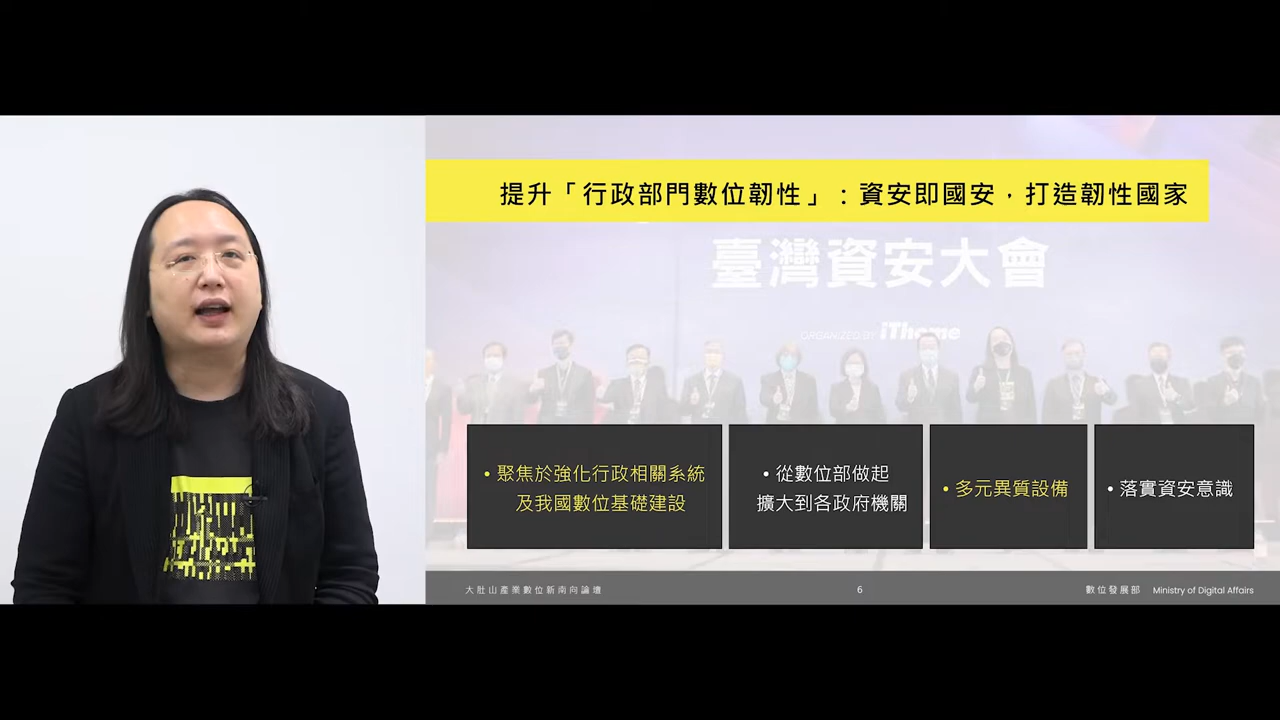 提升「行政部門數位韌性」：資安即國安，打造韌性國家
臺灣資安大會
ORGANIZED BY iThome
• 聚焦於強化行政相關系統
及我國數位基礎建設
• 從數位部做起
擴大到各政府機關
• 多元異質設備
• 落實資安意識
大肚山產業數位新南向論壇
6
數位發展部 Ministry of Digital Affairs